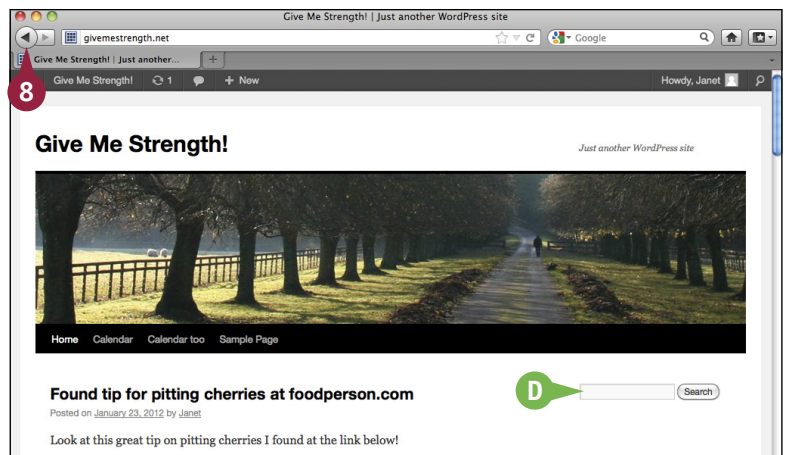 Give Me Strength! | Just another WordPress site
givemestrength.net
Google
Give Me Strength! | Just another...
8
Give Me Strength! 1 + New Howdy, Janet
Give Me Strength!
Just another WordPress site
Home Calendar Calendar too Sample Page
Found tip for pitting cherries at foodperson.com
D
Search
Posted on January 23, 2012 by Janet
Look at this great tip on pitting cherries I found at the link below!